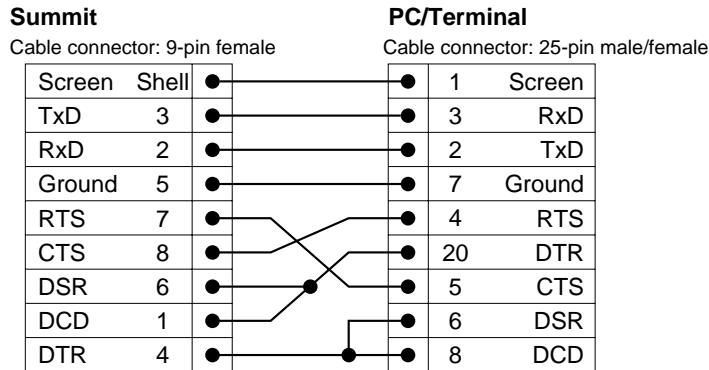 Summit PC/Terminal
Cable connector: 9-pin female Cable connector: 25-pin male/female
Screen Shell 1 Screen
TxD 3 3 RxD
RxD 2 2 TxD
Ground 5 7 Ground
RTS 7 4 RTS
CTS 8 20 DTR
DSR 6 5 CTS
DCD 1 6 DSR
DTR 4 8 DCD